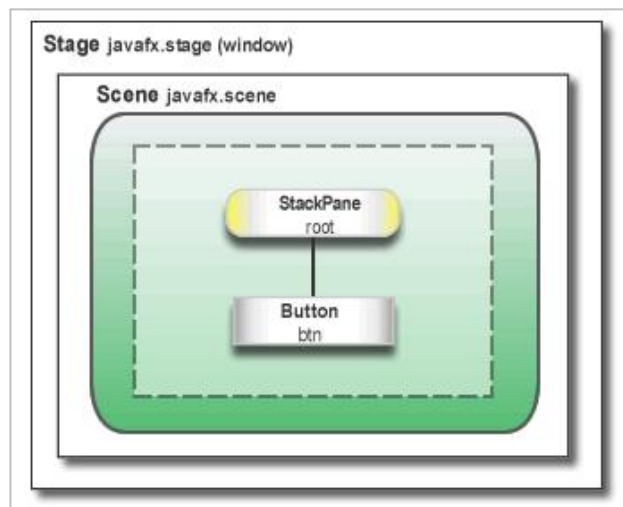 Stage javafx.stage (window)
Scene javafx.scene
StackPane
root
Button
btn